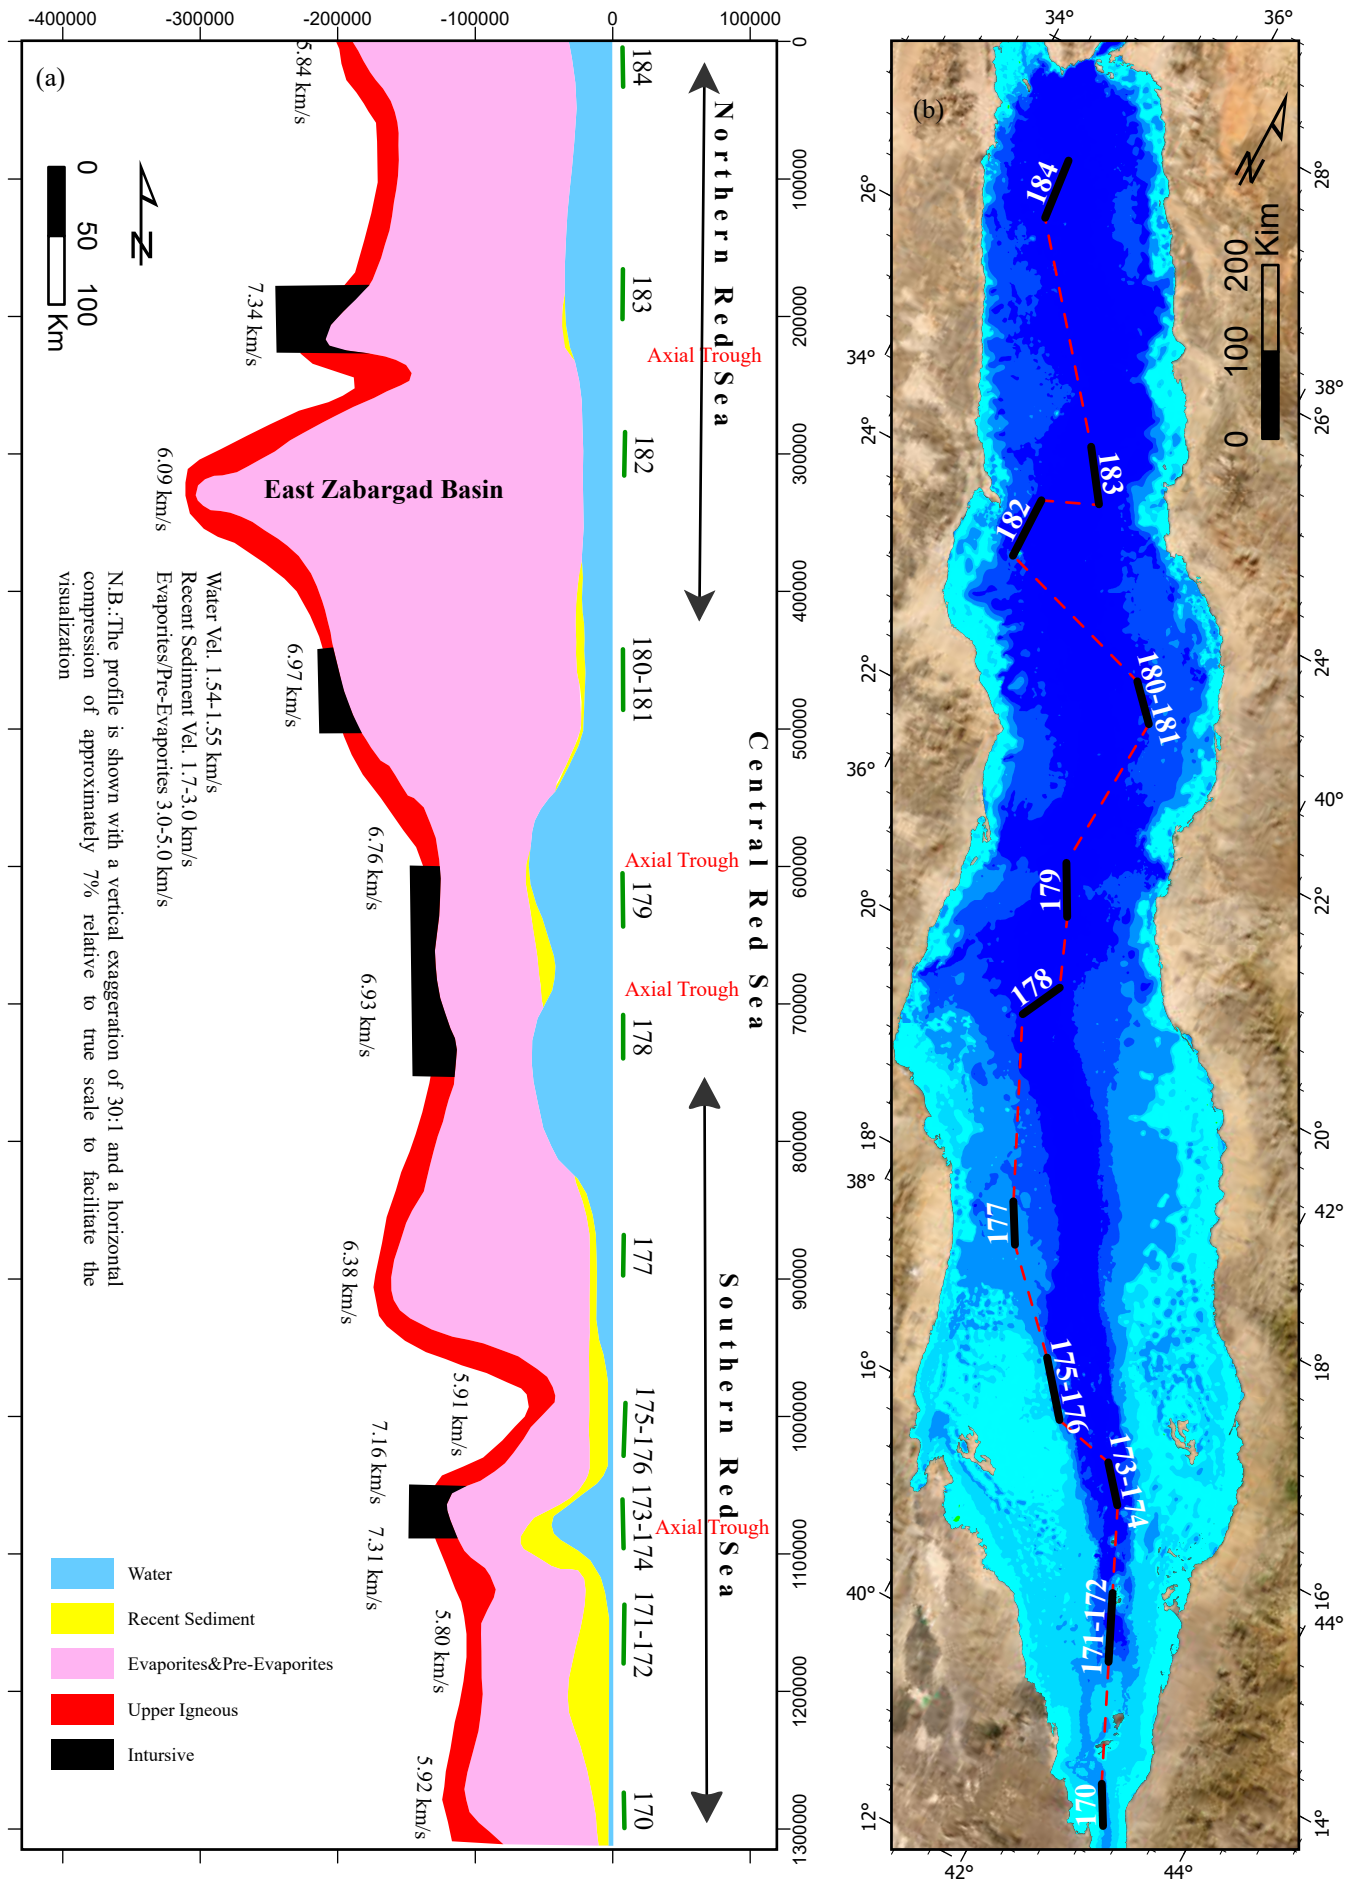 -400000
-300000
-200000
-100000
0
100000
(a)
0
100000
200000
300000
400000
500000
600000
700000
800000
900000
1000000
1100000
1200000
1300000
184
183
182
180-181
179
178
177
175-176
173-174
171-172
170
Northern Red Sea
Central Red Sea
Southern Red Sea
Axial Trough
Axial Trough
Axial Trough
Axial Trough
East Zabargad Basin
5.84 km/s
7.34 km/s
6.09 km/s
6.97 km/s
6.76 km/s
6.93 km/s
6.38 km/s
5.91 km/s
7.16 km/s
7.31 km/s
5.80 km/s
5.92 km/s
N
0 50 100
Km
Water Vel. 1.54-1.55 km/s
Recent Sediment Vel. 1.7-3.0 km/s
Evaporites/Pre-Evaporites 3.0-5.0 km/s
N.B.:The profile is shown with a vertical exaggeration of 30:1 and a horizontal
compression of approximately 7% relative to true scale to facilitate the
visualization
Water
Recent Sediment
Evaporites&Pre-Evaporites
Upper Igneous
Intursive
-400000
-300000
-200000
-100000
0
100000
(b)
N
0 100 200
Kim
34°
36°
26°
34°
24°
22°
36°
20°
18°
38°
16°
40°
12°
28°
38°
26°
24°
40°
22°
20°
42°
18°
16°
44°
14°
42°
44°
184
183
182
180-181
179
178
177
175-176
173-174
171-172
170